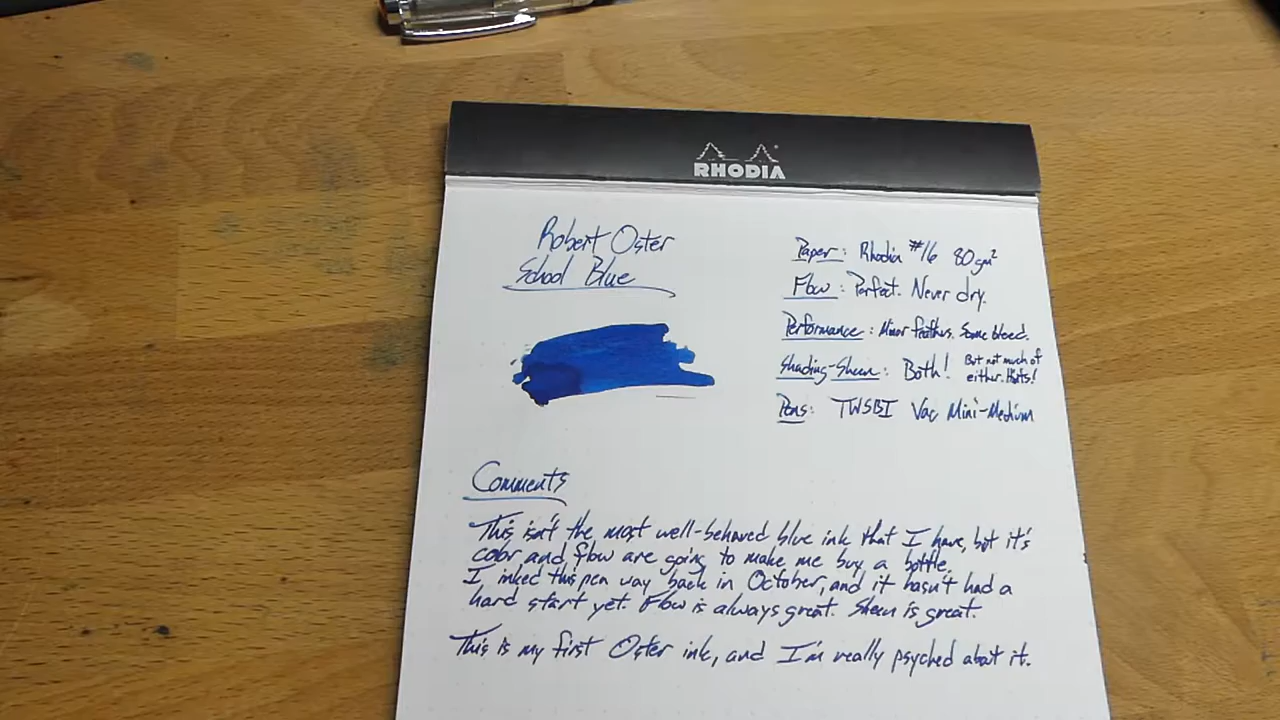 RHODIA
Robert Oster
School Blue
Paper: Rhodia #16 80gm²
Flow: Perfect. Never dry.
Performance: Minor feathers. Some bleed.
Shading-Sheen: Both! But not much of
either. Hints!
Pens: TWSBI Vac Mini-Medium
Comments
This isn't the most well-behaved blue ink that I have, but it's
color and flow are going to make me buy a bottle.
I inked this pen way back in October, and it hasn't had a
hard start yet. Flow is always great. Sheen is great.
This is my first Oster ink, and I'm really psyched about it.